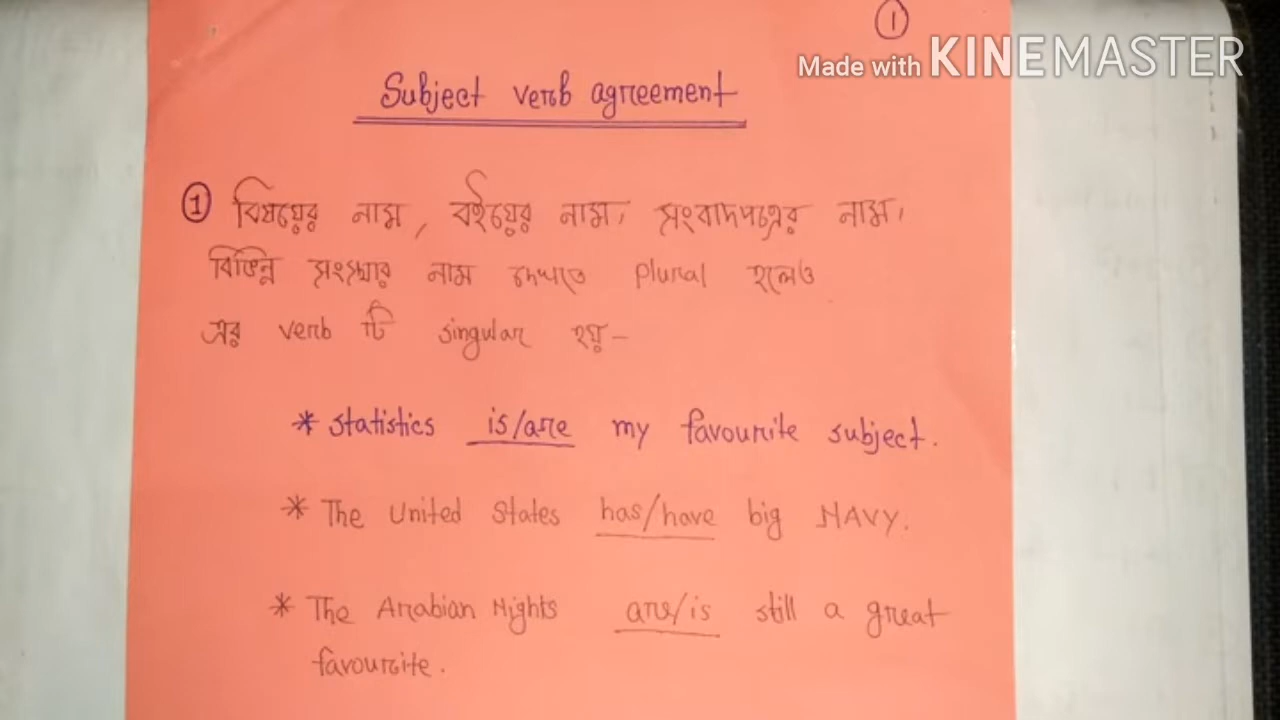 1
Made with KINEMASTER
Subject verb agreement
1 বিষয়ের নাম, বইয়ের নাম, সংবাদপত্রের নাম,
বিভিন্ন সংস্থার নাম দেখতে plural হলেও
এর verb টি singular হয় -
* Statistics is/are my favourite subject.
* The United States has/have big NAVY.
* The Arabian Nights are/is still a great
favourite.